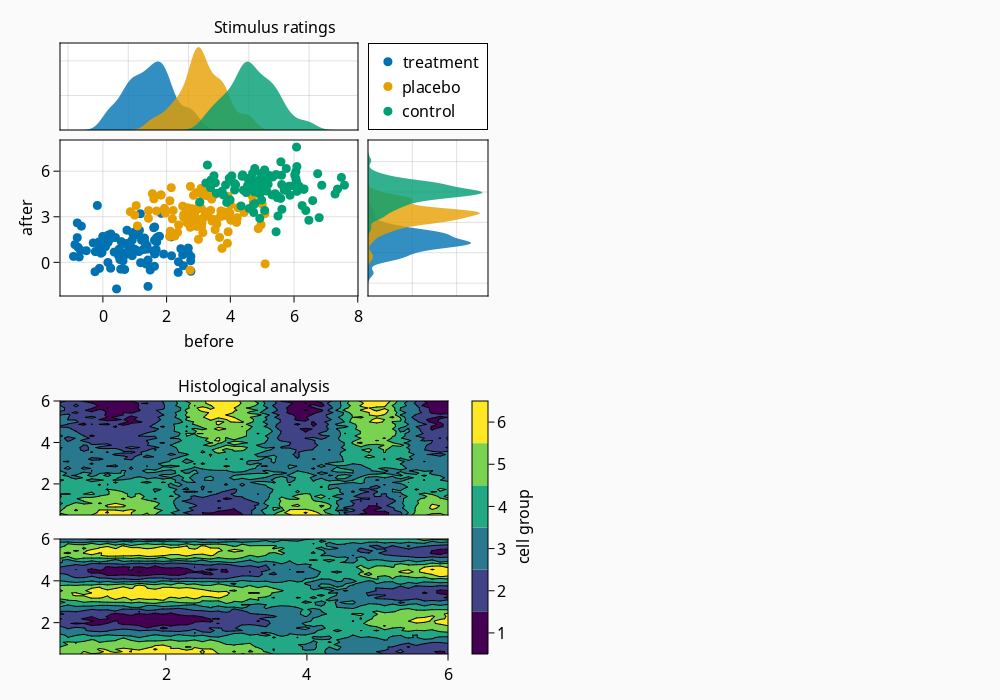 Stimulus ratings
treatment
placebo
control
6
3
0
after
0 2 4 6 8
before
Histological analysis
6
4
2
6
4
2
2 4 6
6
5
4
3
2
1
cell group